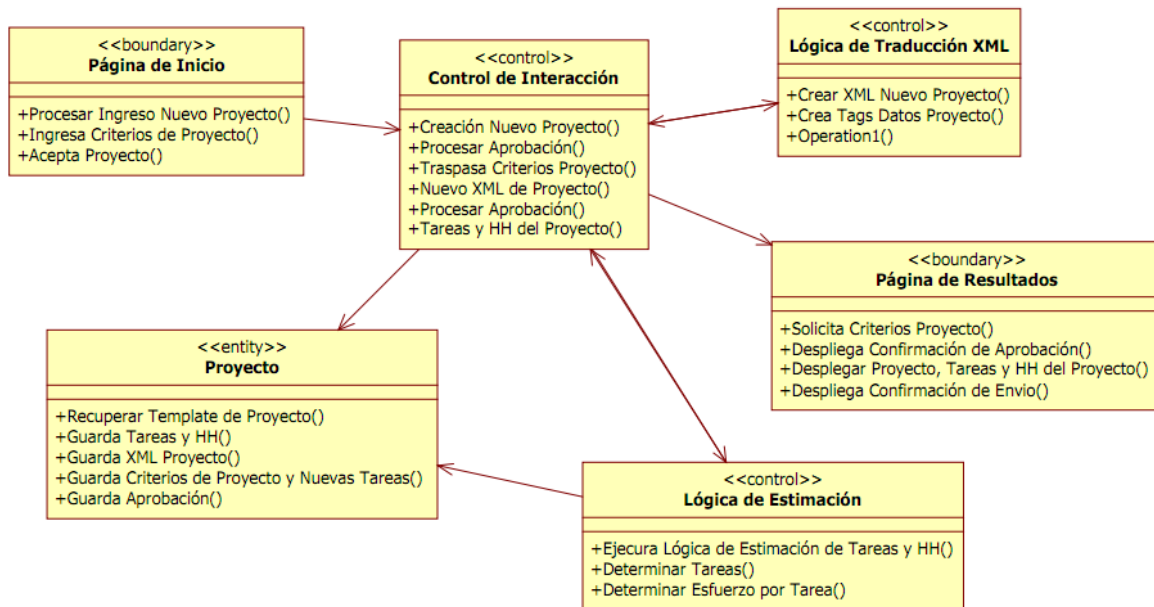 <<boundary>>
Página de Inicio
+Procesar Ingreso Nuevo Proyecto()
+Ingresa Criterios de Proyecto()
+Acepta Proyecto()
<<control>>
Control de Interacción
+Creación Nuevo Proyecto()
+Procesar Aprobación()
+Traspasa Criterios Proyecto()
+Nuevo XML de Proyecto()
+Procesar Aprobación()
+Tareas y HH del Proyecto()
<<control>>
Lógica de Traducción XML
+Crear XML Nuevo Proyecto()
+Crea Tags Datos Proyecto()
+Operation1()
<<boundary>>
Página de Resultados
+Solicita Criterios Proyecto()
+Despliega Confirmación de Aprobación()
+Desplegar Proyecto, Tareas y HH del Proyecto()
+Despliega Confirmación de Envio()
<<entity>>
Proyecto
+Recuperar Template de Proyecto()
+Guarda Tareas y HH()
+Guarda XML Proyecto()
+Guarda Criterios de Proyecto y Nuevas Tareas()
+Guarda Aprobación()
<<control>>
Lógica de Estimación
+Ejecura Lógica de Estimación de Tareas y HH()
+Determinar Tareas()
+Determinar Esfuerzo por Tarea()